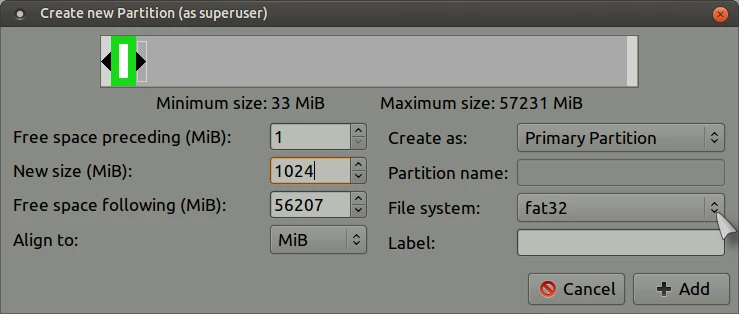 Create new Partition (as superuser)
Minimum size: 33 MiB Maximum size: 57231 MiB
Free space preceding (MiB): 1 Create as: Primary Partition
New size (MiB): 1024 Partition name:
Free space following (MiB): 56207 File system: fat32
Align to: MiB Label:
Cancel Add